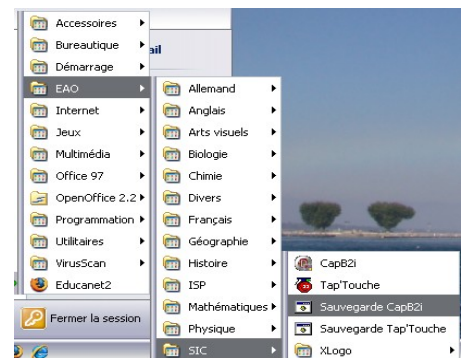 Accessoires
Bureautique
ail
Démarrage
EAO
Internet
Jeux
Multimédia
Office 97
OpenOffice 2.2
Programmation
Utilitaires
VirusScan
Educanet2
Fermer la session
Allemand
Anglais
Arts visuels
Biologie
Chimie
Divers
Français
Géographie
Histoire
ISP
Mathématiques
Physique
SIC
CapB2i
Tap'Touche
Sauvegarde CapB2i
Sauvegarde Tap'Touche
XLogo